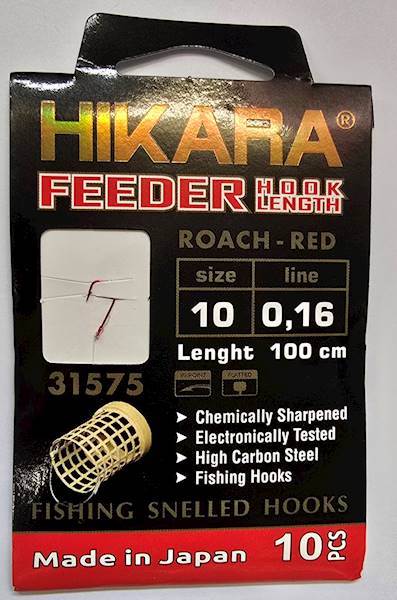 HIKARA®
FEEDER HOOK LENGTH
ROACH - RED
size line
10 0,16
Lenght 100 cm
31575
FLATTED
➤ Chemically Sharpened
➤ Electronically Tested
➤ High Carbon Steel
➤ Fishing Hooks
FISHING SNELLED HOOKS
Made in Japan 10 PCS